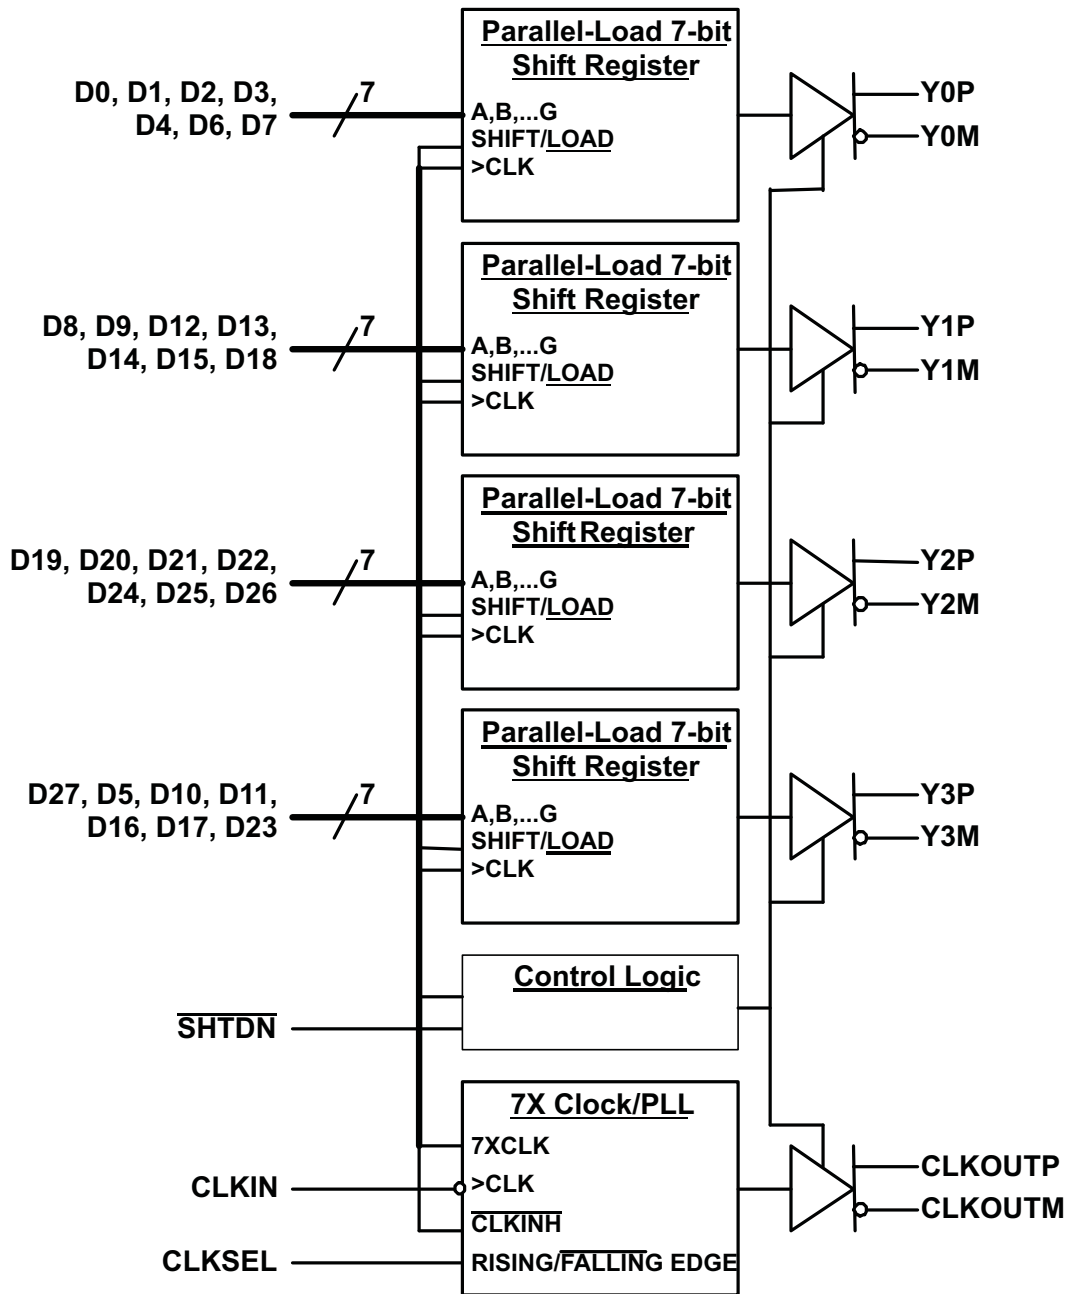 Parallel-Load 7-bit
Shift Register
D0, D1, D2, D3,
D4, D6, D7
7
A,B,...G
SHIFT/LOAD
>CLK
Y0P
Y0M
Parallel-Load 7-bit
Shift Register
D8, D9, D12, D13,
D14, D15, D18
7
A,B,...G
SHIFT/LOAD
>CLK
Y1P
Y1M
Parallel-Load 7-bit
Shift Register
D19, D20, D21, D22,
D24, D25, D26
7
A,B,...G
SHIFT/LOAD
>CLK
Y2P
Y2M
Parallel-Load 7-bit
Shift Register
D27, D5, D10, D11,
D16, D17, D23
7
A,B,...G
SHIFT/LOAD
>CLK
Y3P
Y3M
Control Logic
SHTDN
7X Clock/PLL
7XCLK
CLKIN
>CLK
CLKINH
CLKSEL
RISING/FALLING EDGE
CLKOUTP
CLKOUTM